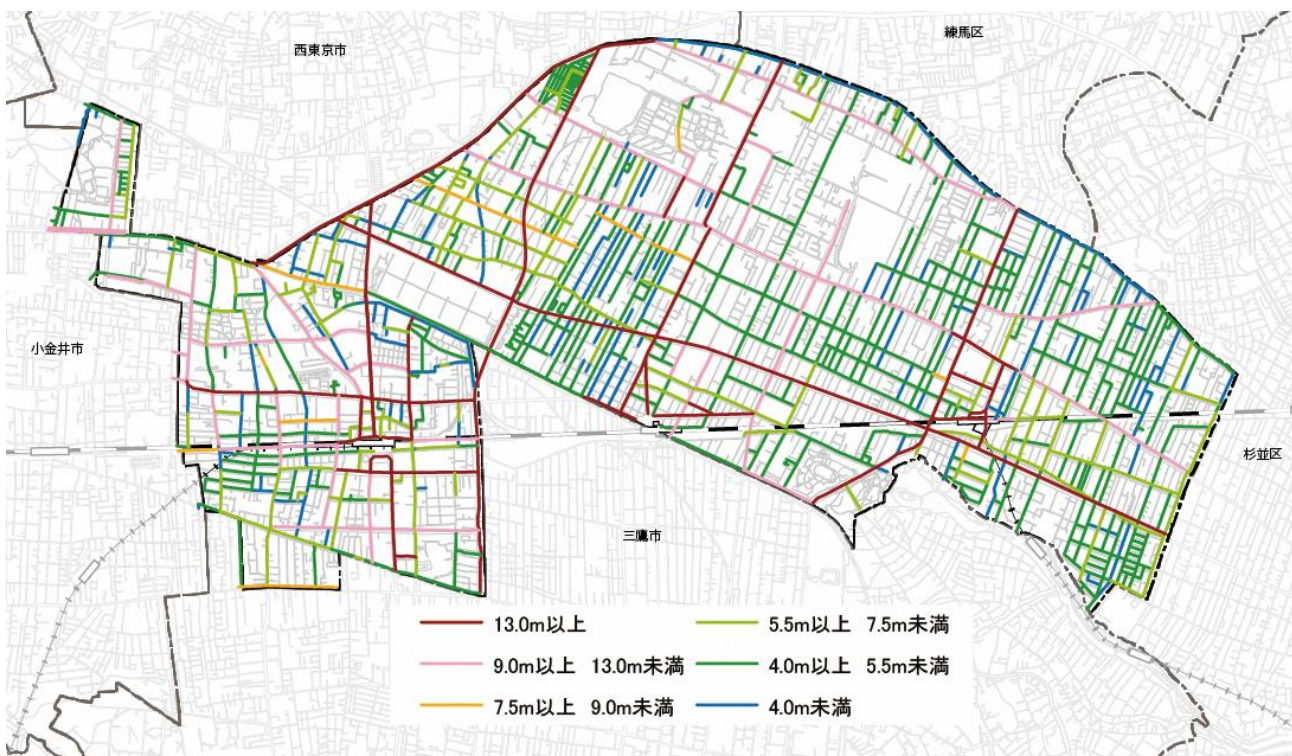 練馬区
西東京市
小金井市
杉並区
三鷹市
13.0m以上
5.5m以上 7.5m未満
9.0m以上 13.0m未満
4.0m以上 5.5m未満
7.5m以上 9.0m未満
4.0m未満